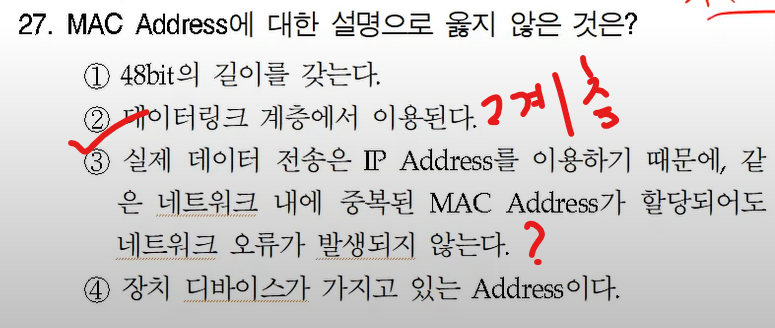 27. MAC Address에 대한 설명으로 옳지 않은 것은?
① 48bit의 길이를 갖는다.
② 데이터링크 계층에서 이용된다. 2계층
③ 실제 데이터 전송은 IP Address를 이용하기 때문에, 같
은 네트워크 내에 중복된 MAC Address가 할당되어도
네트워크 오류가 발생되지 않는다. ?
④ 장치 디바이스가 가지고 있는 Address이다.